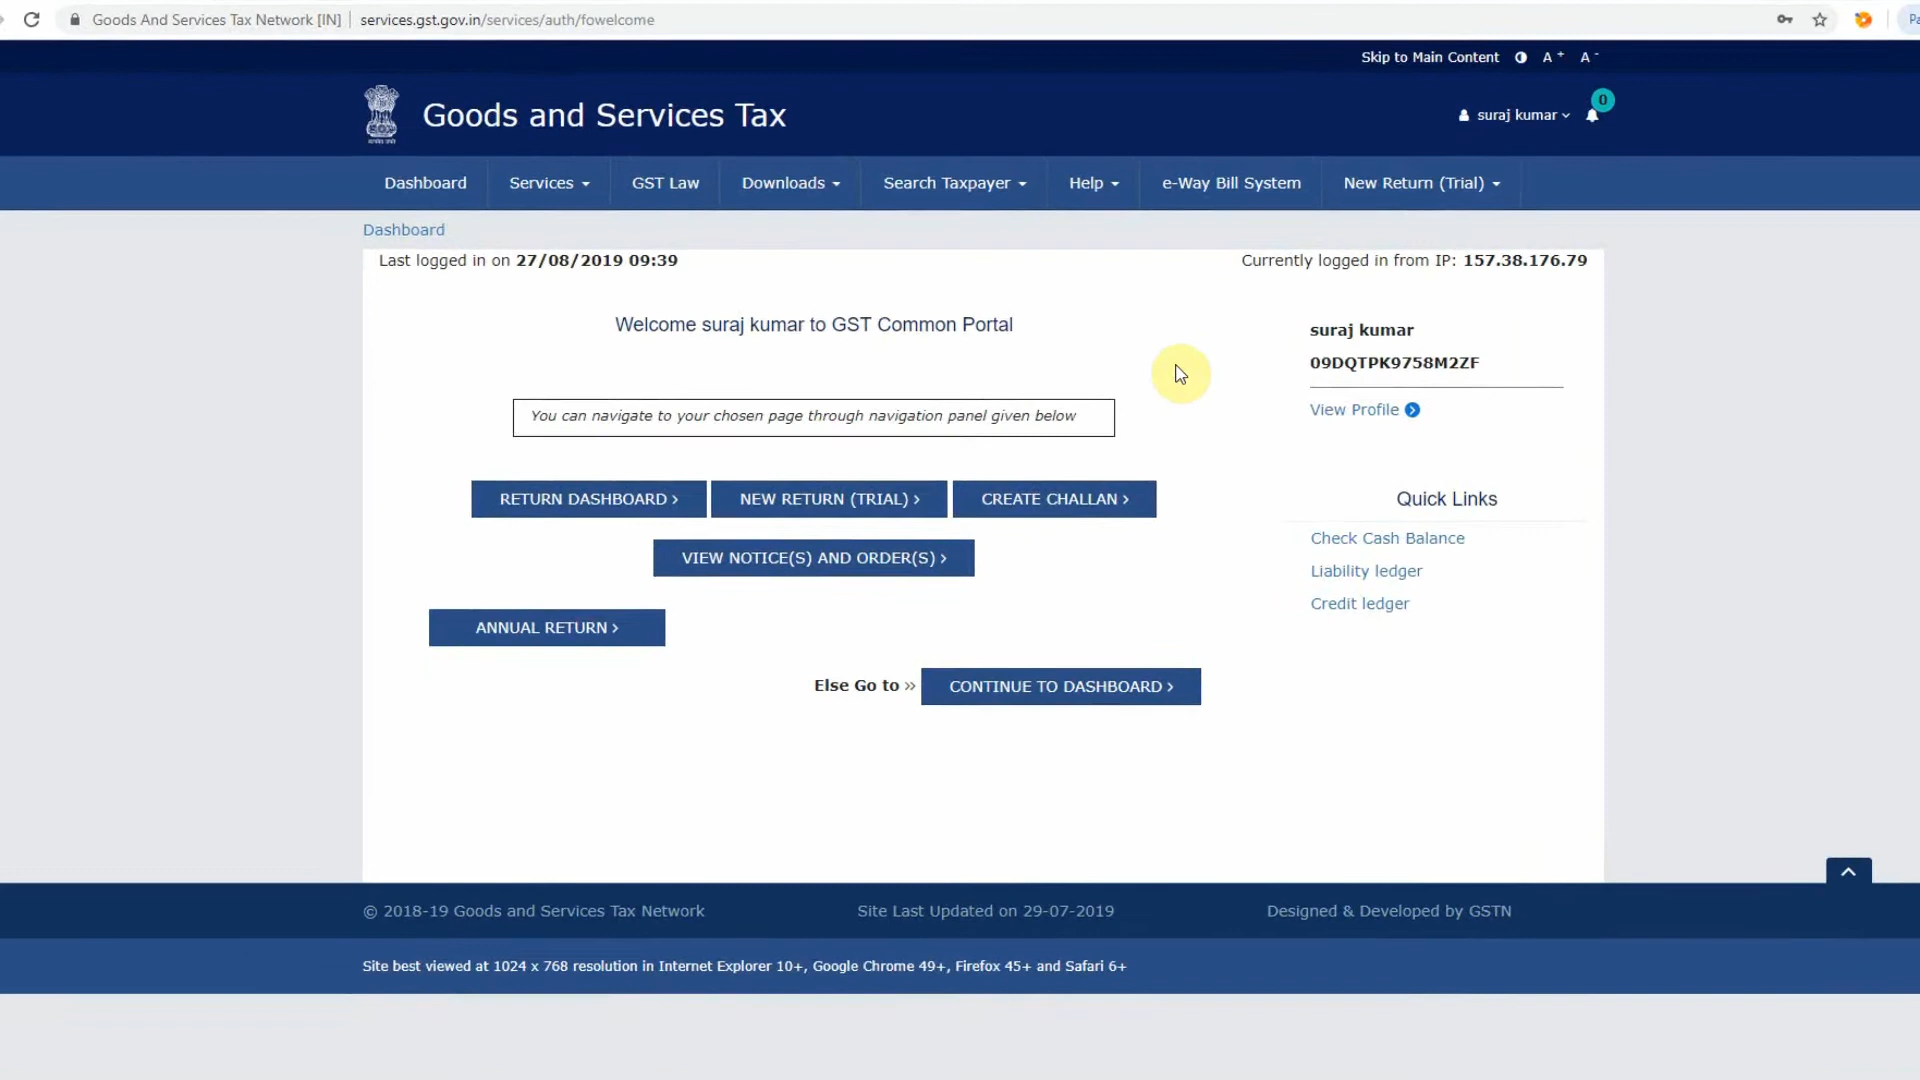 Goods And Services Tax Network [IN] | services.gst.gov.in/services/auth/fowelcome
Skip to Main Content A+ A-
Goods and Services Tax
suraj kumar 0
Dashboard Services GST Law Downloads Search Taxpayer Help e-Way Bill System New Return (Trial)
Dashboard
Last logged in on 27/08/2019 09:39 Currently logged in from IP: 157.38.176.79
Welcome suraj kumar to GST Common Portal
suraj kumar
09DQTPK9758M2ZF
View Profile
You can navigate to your chosen page through navigation panel given below
RETURN DASHBOARD > NEW RETURN (TRIAL) > CREATE CHALLAN >
VIEW NOTICE(S) AND ORDER(S) >
ANNUAL RETURN >
Else Go to » CONTINUE TO DASHBOARD >
Quick Links
Check Cash Balance
Liability ledger
Credit ledger
© 2018-19 Goods and Services Tax Network Site Last Updated on 29-07-2019 Designed & Developed by GSTN
Site best viewed at 1024 x 768 resolution in Internet Explorer 10+, Google Chrome 49+, Firefox 45+ and Safari 6+